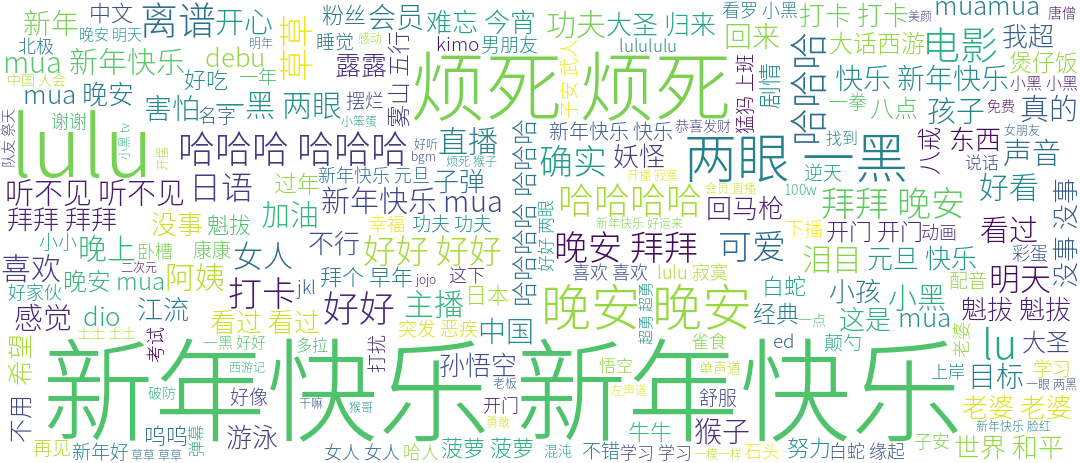 新年 中文 离谱 开心 粉丝 会员 难忘 今宵 功夫 大圣 归来 看罗 小黑 打卡 打卡 muamua 唐僧
北极 晚安 明天 草草 明年 睡觉 感动 kimo 男朋友 回来 大话西游 美颜 电影 我超
mua 新年快乐 debu 露露 五行 lulululu 哈哈 煲仔饭
中国 人会 好吃 一年 烦死 烦死 猛犸 上班 剧情 快乐 新年快乐 小黑 小黑
mua 晚安 害怕 名字 一黑 两眼 摆烂 雾山 子安 武人 一拳 八点 孩子 免费 真的
谢谢 小笨蛋 直播 新年快乐 快乐 恭喜发财 找到 女朋友
队友 祭天 lulu 小黑 tv 开播 哈哈哈 哈哈哈 好听 bgm 确实 妖怪 两眼 一黑 八戒 东西 声音
烦死 猴子 哈哈哈 哈哈哈 开播 寂寞 逆天 说话
听不见 听不见 日语 过年 新年快乐 元旦 子弹 哈哈哈哈 会员 直播 100w 好看
拜拜 拜拜 没事 魁拔 加油 新年快乐 mua 新年快乐 好运来 回马枪 下播 拜拜 晚安 没事 没事
小小 晚上 卧槽 康康 女人 不行 幸福 功夫 功夫 好好 两眼 晚安 拜拜 可爱 开门 开门 动画 看过 彩蛋
喜欢 晚安 mua 三次元 阿姨 拜个 早年 好好 好好 这下 喜欢 喜欢 lulu 寂寞 泪目 元旦 快乐 配音
好家伙 打卡 jkl 好好 jojo 主播 日本 超勇 超勇 晚安 晚安 白蛇 小孩 小黑 明天
感觉 dio 江流 看过 看过 突发 恶疾 中国 经典 一点 这是 mua 魁拔 魁拔
希望 土土 土土 考试 一黑 好好 多拉 打扰 孙悟空 雀食 ed 颠勺 老婆 lu 大圣
新年快乐 新年快乐
西游记 悟空 单声道 上岸 学习
不用 破防 好像 干嘛 猴哥 老板 开门 左声道 舒服 目标 一眼 两黑
再见 呜呜 弹幕 游泳 勇敢 牛牛 猴子 老婆 老婆 新年快乐 脸红
新年好 草草 草草 女人 女人 哈人 菠萝 菠萝 混沌 不错 学习 学习 一模一样 石头 努力 白蛇 缘起 子安 世界 和平